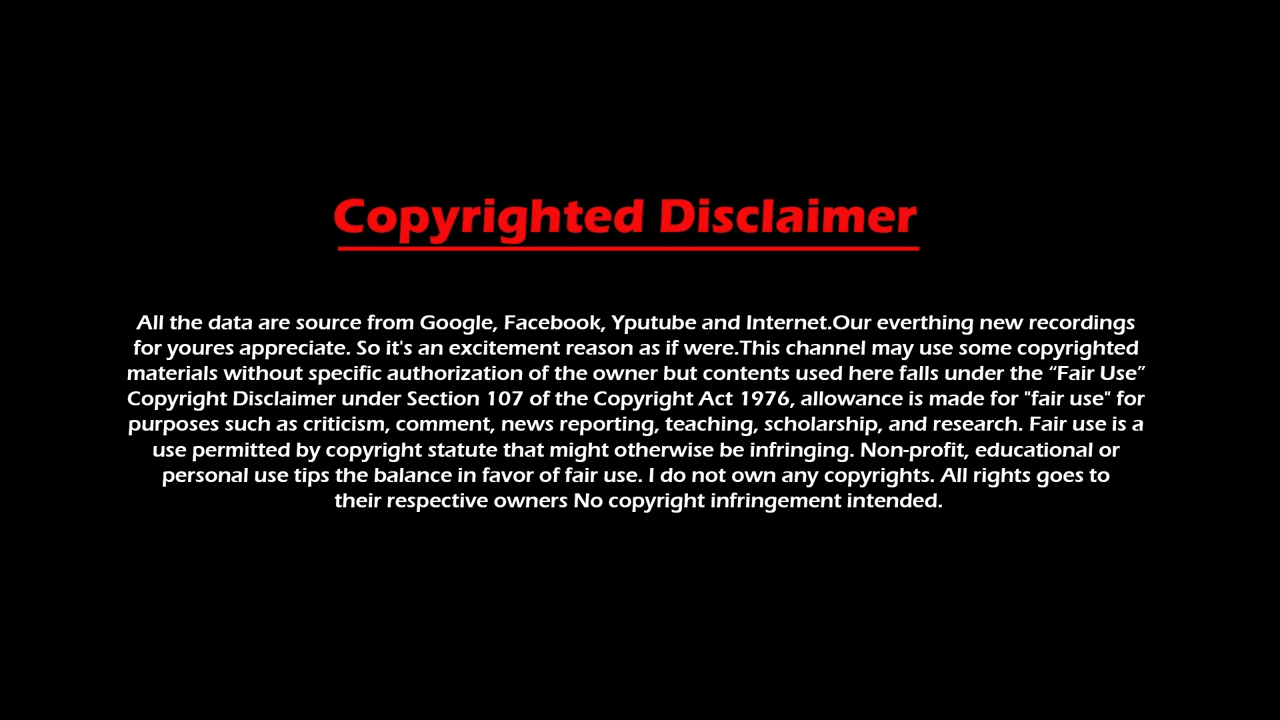 Copyrighted Disclaimer
All the data are source from Google, Facebook, Yputube and Internet.Our everthing new recordings
for youres appreciate. So it's an excitement reason as if were.This channel may use some copyrighted
materials without specific authorization of the owner but contents used here falls under the “Fair Use”
Copyright Disclaimer under Section 107 of the Copyright Act 1976, allowance is made for "fair use" for
purposes such as criticism, comment, news reporting, teaching, scholarship, and research. Fair use is a
use permitted by copyright statute that might otherwise be infringing. Non-profit, educational or
personal use tips the balance in favor of fair use. I do not own any copyrights. All rights goes to
their respective owners No copyright infringement intended.